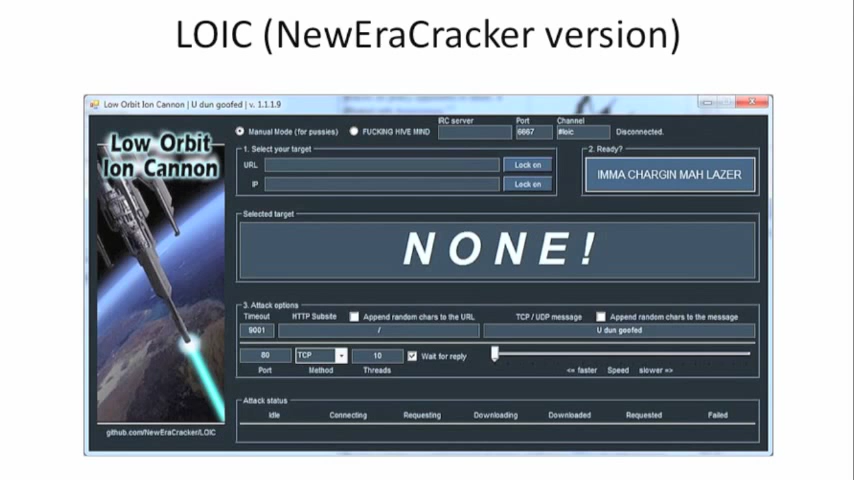 LOIC (NewEraCracker version)
Low Orbit Ion Cannon | U dun goofed | v. 1.1.1.9
Low Orbit
Ion Cannon
Manual Mode (for pussies)
FUCKING HIVE MIND
IRC server
Port
Channel
6667
#loic
Disconnected.
1. Select your target
URL
Lock on
IP
Lock on
2. Ready?
IMMA CHARGIN MAH LAZER
Selected target
NONE!
3. Attack options
Timeout
HTTP Subsite
Append random chars to the URL
TCP / UDP message
Append random chars to the message
9001
/
U dun goofed
80
TCP
10
Wait for reply
Port
Method
Threads
<= faster Speed slower =>
Attack status
Idle
Connecting
Requesting
Downloading
Downloaded
Requested
Failed
github.com/NewEraCracker/LOIC